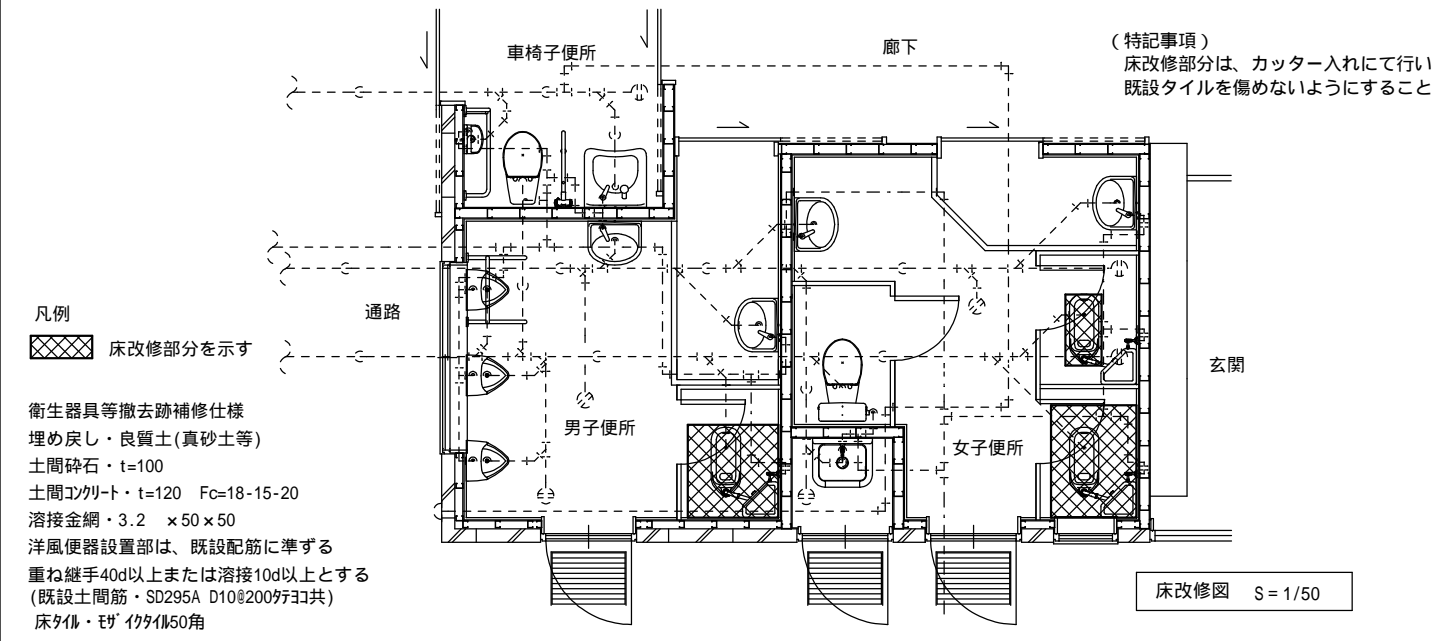 車椅子便所
廊下
(特記事項)
床改修部分は、カッター入れにて行い
既設タイルを傷めないようにすること
凡例
床改修部分を示す
通路
玄関
衛生器具等撤去跡補修仕様
埋め戻し・良質土(真砂土等)
土間砕石・t=100
土間コンクリート・t=120 Fc=18-15-20
溶接金網・3.2 ×50×50
洋風便器設置部は、既設配筋に準ずる
重ね継手40d以上または溶接10d以上とする
(既設土間筋・SD295A D10@200タテヨコ共)
床タイル・モザイクタイル50角
男子便所
女子便所
床改修図 S=1/50